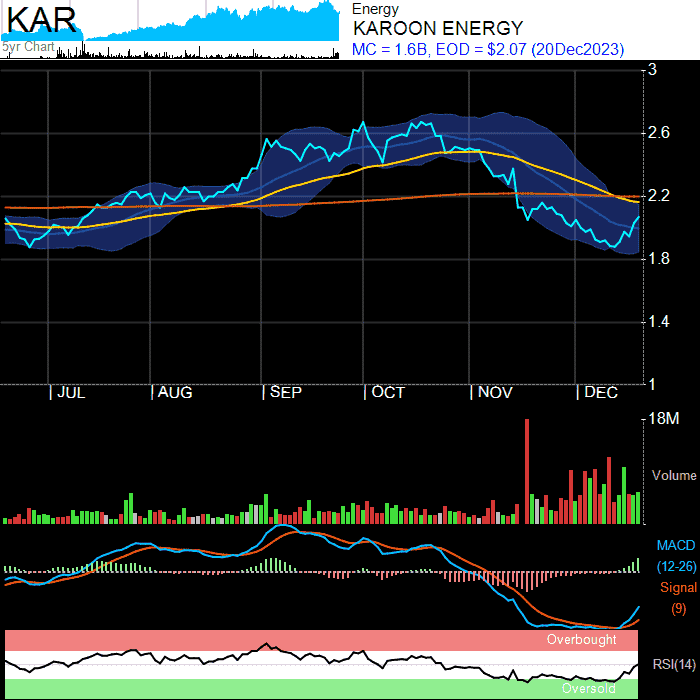 KAR
5yr Chart
Energy
KAROON ENERGY
MC = 1.6B, EOD = $2.07 (20Dec2023)
3
2.6
2.2
1.8
1.4
1
| JUL | AUG | SEP | OCT | NOV | DEC
18M
Volume
MACD
(12-26)
Signal
(9)
Overbought
RSI(14)
Oversold